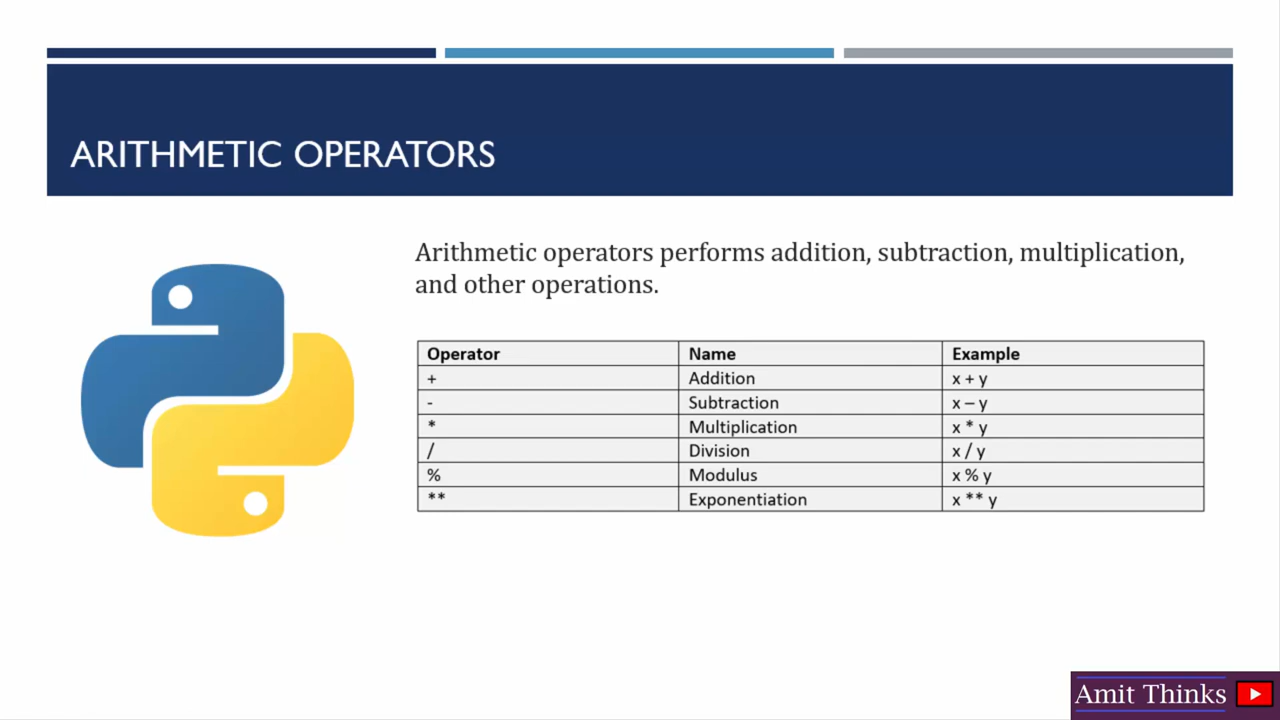 ARITHMETIC OPERATORS
Arithmetic operators performs addition, subtraction, multiplication,
and other operations.
Operator Name Example
+ Addition x + y
- Subtraction x – y
* Multiplication x * y
/ Division x / y
% Modulus x % y
** Exponentiation x ** y
Amit Thinks